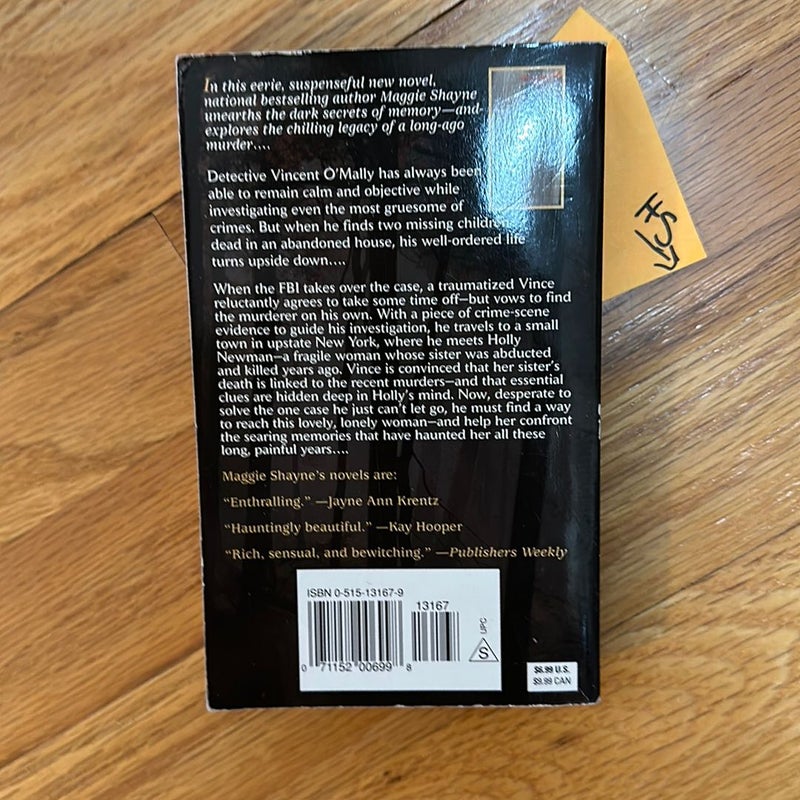 In this eerie, suspenseful new novel,
national bestselling author Maggie Shayne
unearths the dark secrets of memory—and
explores the chilling legacy of a long-ago
murder....
Detective Vincent O'Mally has always been
able to remain calm and objective while
investigating even the most gruesome of
crimes. But when he finds two missing children
dead in an abandoned house, his well-ordered life
turns upside down....
When the FBI takes over the case, a traumatized Vince
reluctantly agrees to take some time off—but vows to find
the murderer on his own. With a piece of crime-scene
evidence to guide his investigation, he travels to a small
town in upstate New York, where he meets Holly
Newman—a fragile woman whose sister was abducted
and killed years ago. Vince is convinced that her sister's
death is linked to the recent murders—and that essential
clues are hidden deep in Holly's mind. Now, desperate to
solve the one case he just can't let go, he must find a way
to reach this lovely, lonely woman—and help her confront
the searing memories that have haunted her all these
long, painful years....
Maggie Shayne's novels are:
"Enthralling." —Jayne Ann Krentz
"Hauntingly beautiful." —Kay Hooper
"Rich, sensual, and bewitching." —Publishers Weekly
ISBN 0-515-13167-9
13167
UPC
S
0 71152 00699 8
$6.99 U.S.
$9.99 CAN